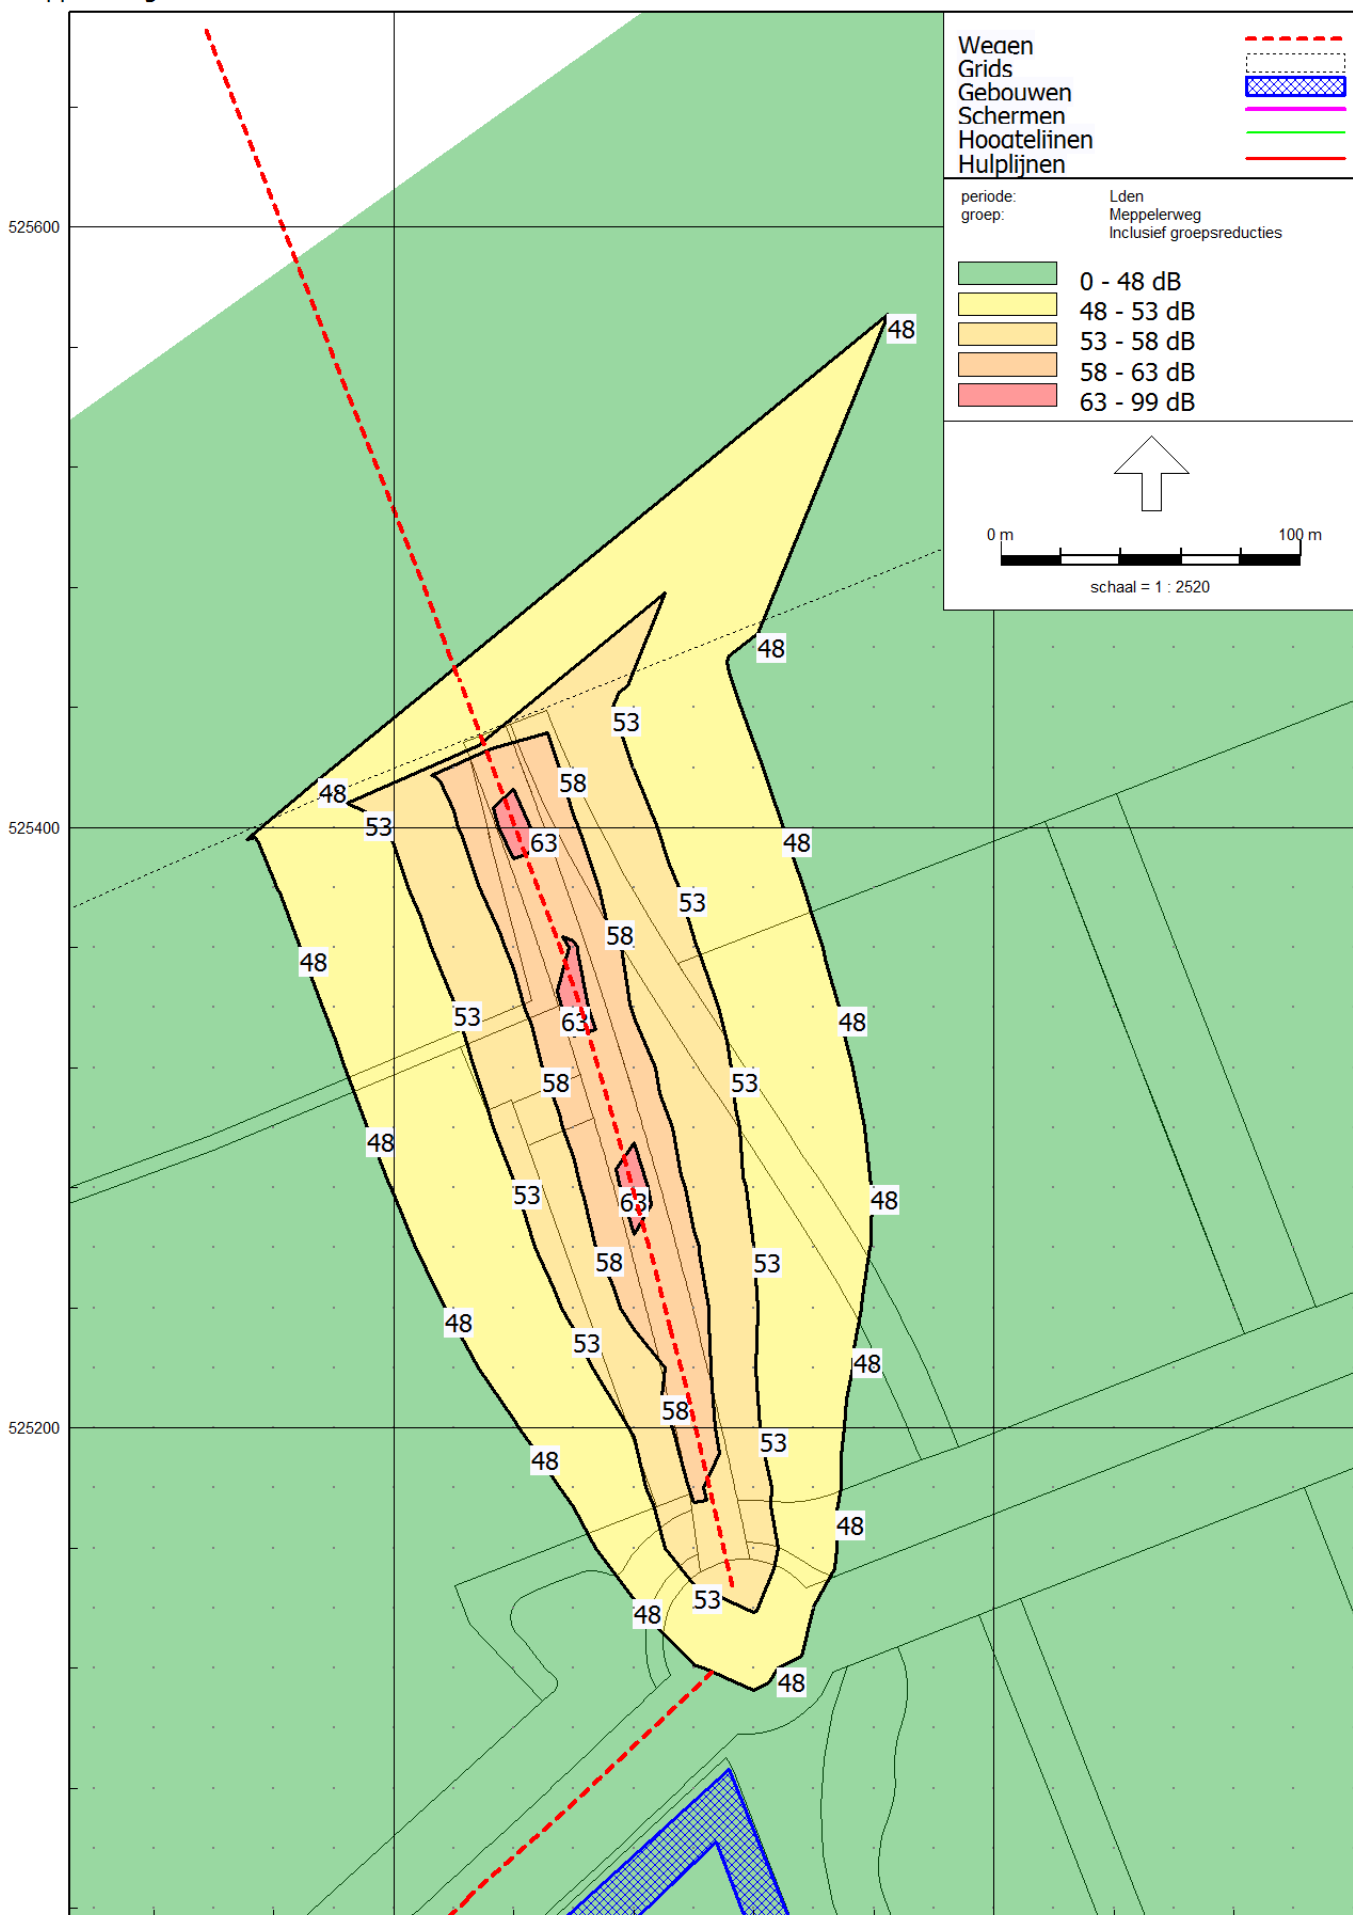 Wegen
Grids
Gebouwen
Schermen
Hoogtelijnen
Hulplijnen
periode: Lden
groep: Meppelerweg
Inclusief groepsreducties
0 - 48 dB
48 - 53 dB
53 - 58 dB
58 - 63 dB
63 - 99 dB
0 m 100 m
schaal = 1 : 2520
525600
48
48
53
58
48
53
525400
63
48
53
58
48
53
63
48
58
53
48
53
63
48
58
53
48
53
48
58
53
525200
48
48
53
48
48